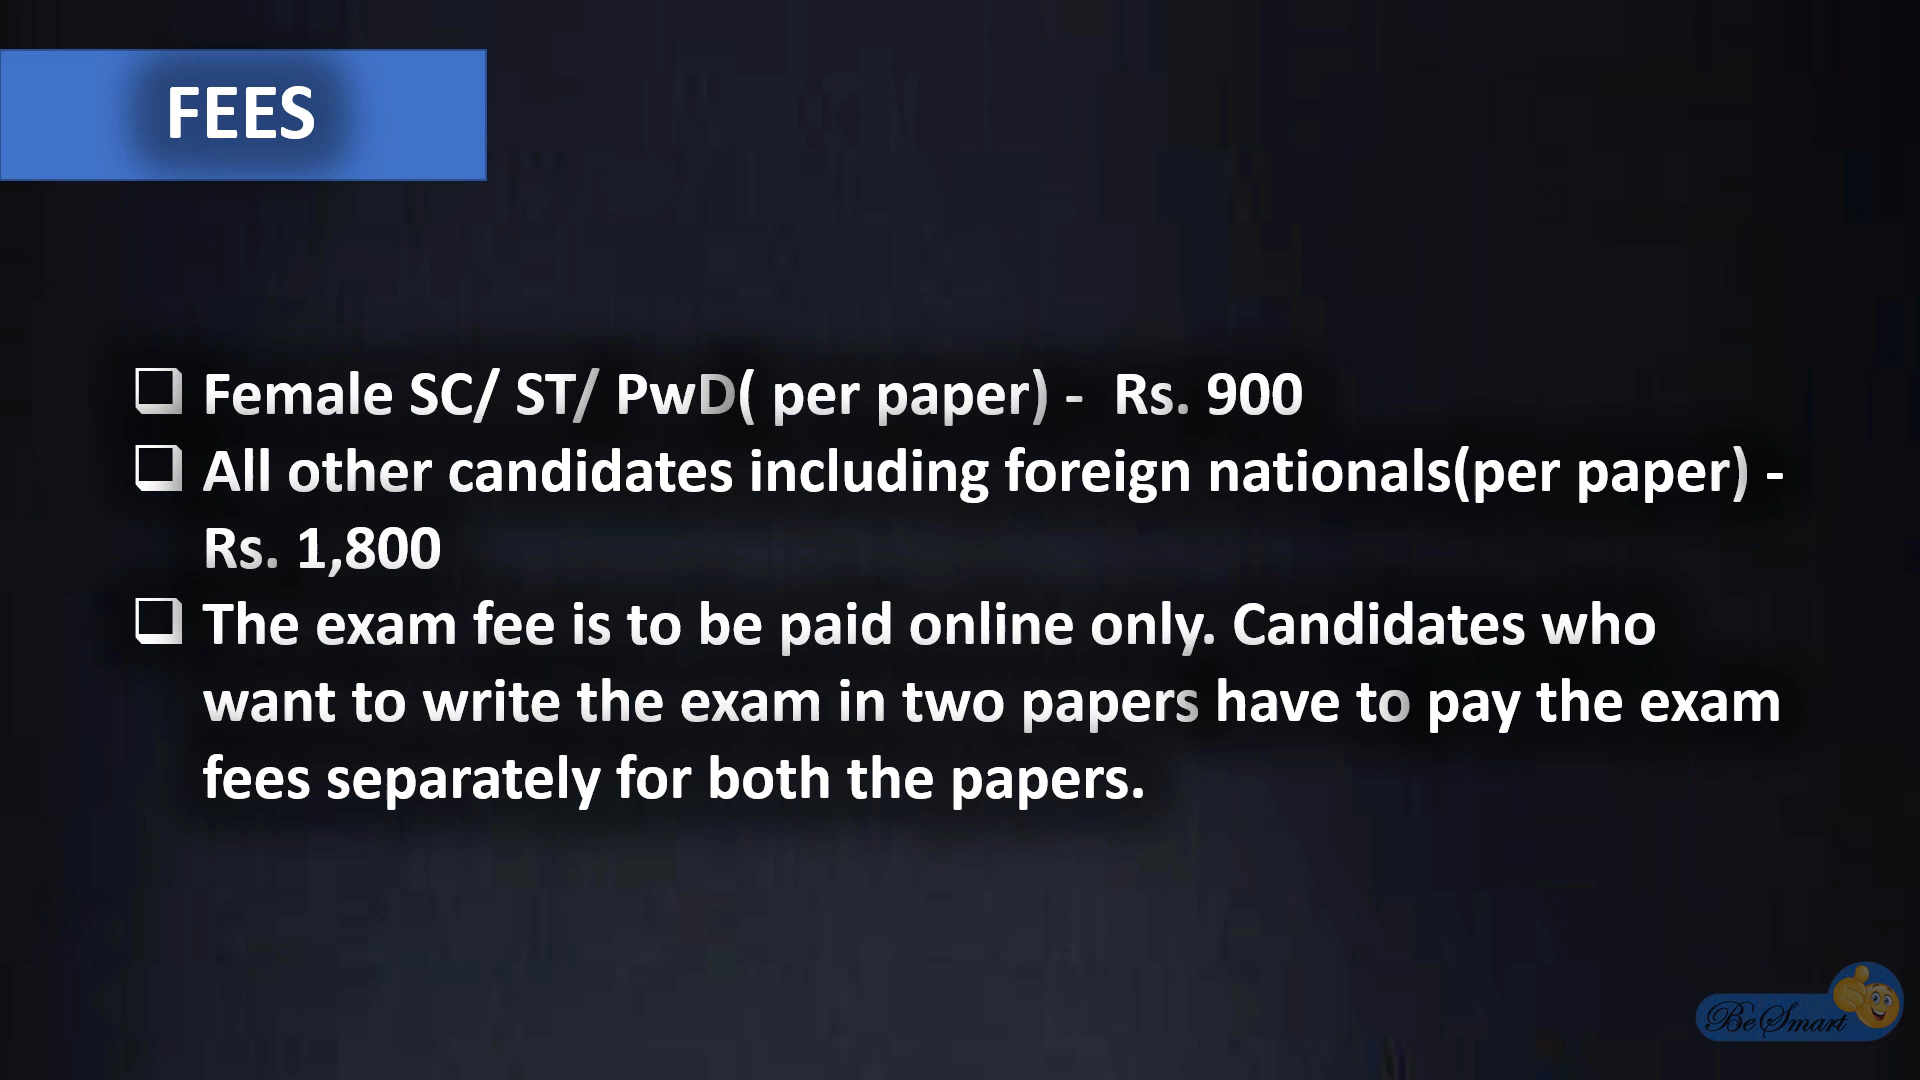 FEES
❑ Female SC/ ST/ PwD( per paper) -  Rs. 900
❑ All other candidates including foreign nationals(per paper) -
Rs. 1,800
❑ The exam fee is to be paid online only. Candidates who
want to write the exam in two papers have to pay the exam
fees separately for both the papers.
Be Smart